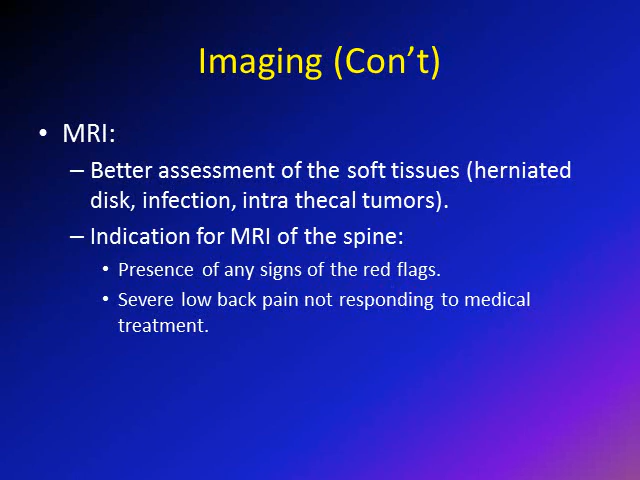 Imaging (Con’t)
• MRI:
– Better assessment of the soft tissues (herniated
disk, infection, intra thecal tumors).
– Indication for MRI of the spine:
• Presence of any signs of the red flags.
• Severe low back pain not responding to medical
treatment.